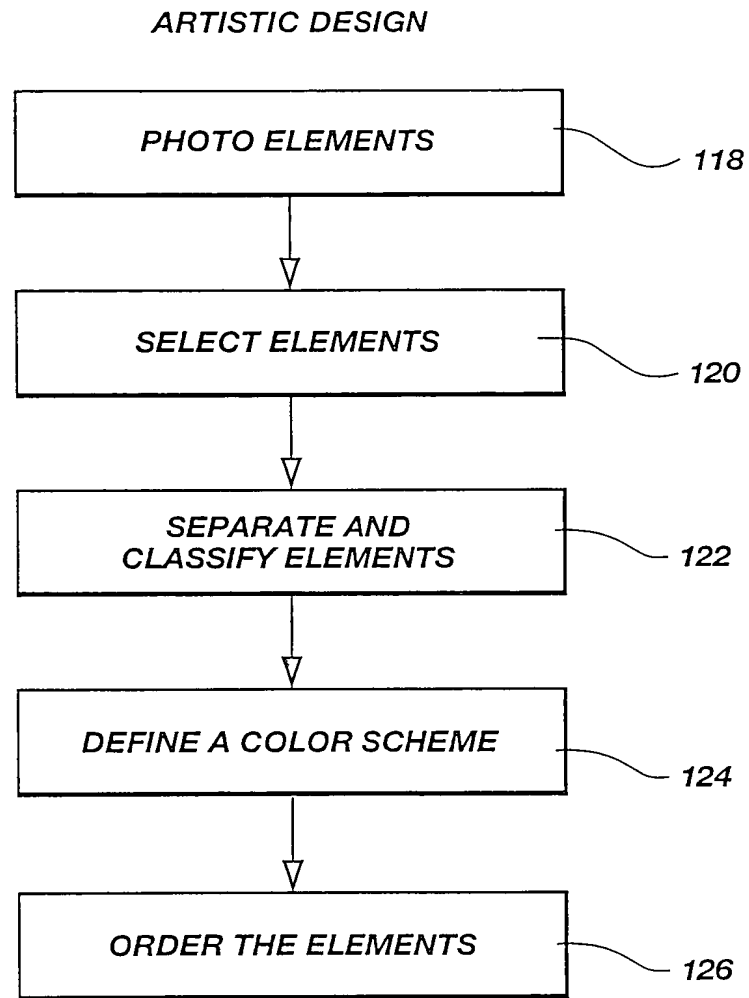 ARTISTIC DESIGN
PHOTO ELEMENTS
118
SELECT ELEMENTS
120
SEPARATE AND
CLASSIFY ELEMENTS
122
DEFINE A COLOR SCHEME
124
ORDER THE ELEMENTS
126